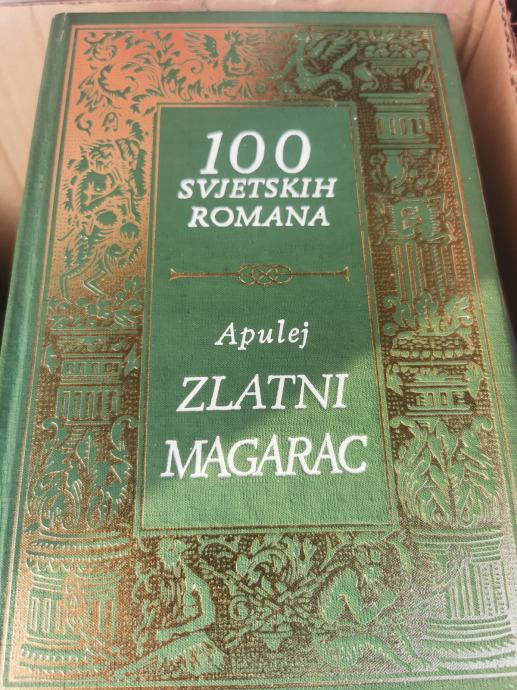 100
SVJETSKIH
ROMANA
Apulej
ZLATNI
MAGARAC